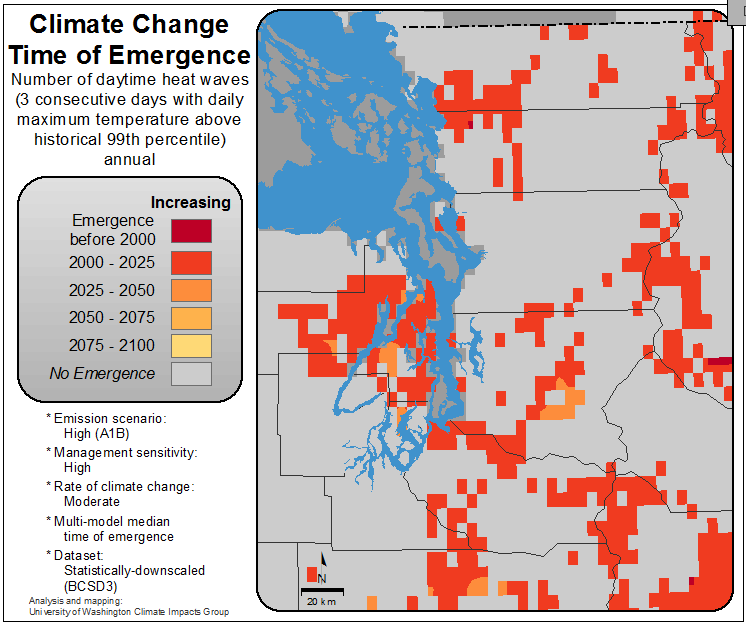 Climate Change
Time of Emergence
Number of daytime heat waves
(3 consecutive days with daily
maximum temperature above
historical 99th percentile)
annual
Increasing
Emergence
before 2000
2000 - 2025
2025 - 2050
2050 - 2075
2075 - 2100
No Emergence
* Emission scenario:
High (A1B)
* Management sensitivity:
High
* Rate of climate change:
Moderate
* Multi-model median
time of emergence
* Dataset:
Statistically-downscaled
(BCSD3)
Analysis and mapping:
University of Washington Climate Impacts Group
N
20 km